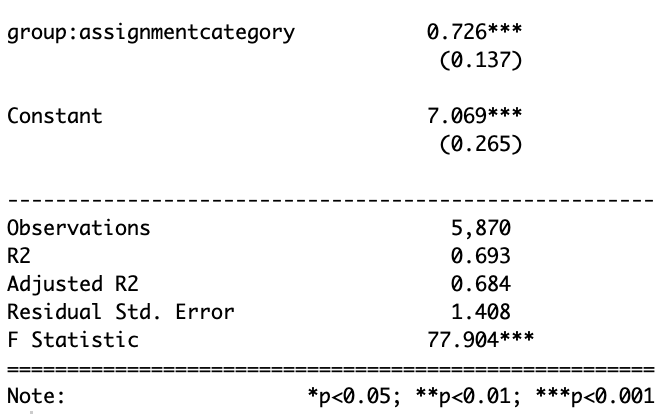 group:assignmentcategory 0.726***
(0.137)
Constant 7.069***
(0.265)
------------------------------------------------------
Observations 5,870
R2 0.693
Adjusted R2 0.684
Residual Std. Error 1.408
F Statistic 77.904***
======================================================
Note: *p<0.05; **p<0.01; ***p<0.001